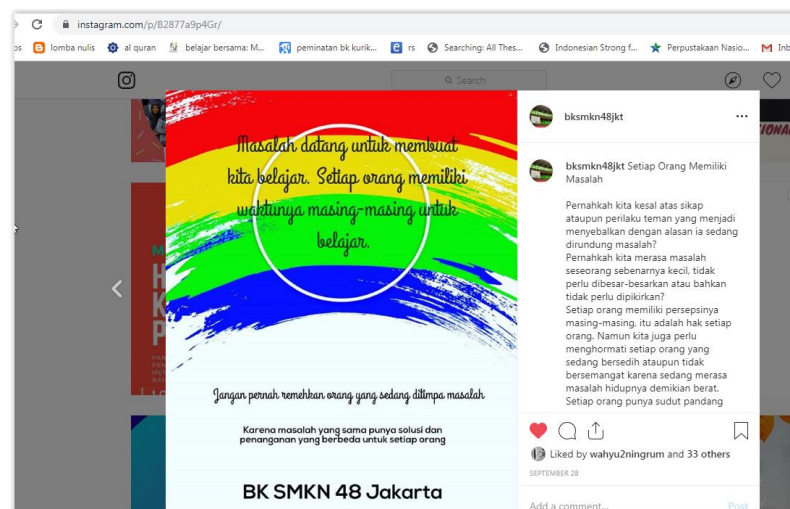 instagram.com/p/B2877a9p4Gr/
lomba nulis al quran belajar bersama: M... peminatan bk kurik... rs Searching: All Thes... Indonesian Strong f... Perpustakaan Nasio... Inb
Search
Masalah datang untuk membuat
kita belajar. Setiap orang memiliki
waktunya masing-masing untuk
belajar.
Jangan pernah remehkan orang yang sedang ditimpa masalah
Karena masalah yang sama punya solusi dan
penanganan yang berbeda untuk setiap orang
BK SMKN 48 Jakarta
bksmkn48jkt
bksmkn48jkt Setiap Orang Memiliki
Masalah
Pernahkah kita kesal atas sikap
ataupun perilaku teman yang menjadi
menyebalkan dengan alasan ia sedang
dirundung masalah?
Pernahkah kita merasa masalah
seseorang sebenarnya kecil, tidak
perlu dibesar-besarkan atau bahkan
tidak perlu dipikirkan?
Setiap orang memiliki persepsinya
masing-masing, itu adalah hak setiap
orang. Namun kita juga perlu
menghormati setiap orang yang
sedang bersedih ataupun tidak
bersemangat karena sedang merasa
masalah hidupnya demikian berat.
Setiap orang punya sudut pandang
Liked by wahyu2ningrum and 33 others
SEPTEMBER 28
Add a comment... Post